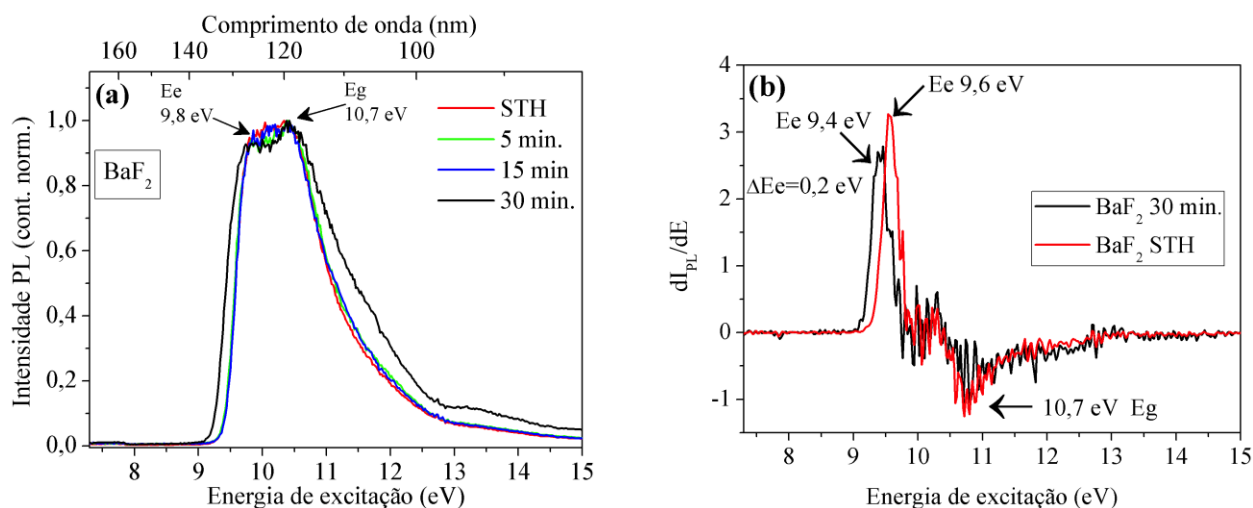 Comprimento de onda (nm)
160 140 120 100
(a)
Ee
9,8 eV
Eg
10,7 eV
STH
5 min.
15 min
30 min.
BaF2
Intensidade PL (cont. norm.)
1,0
0,8
0,6
0,4
0,2
0,0
8 9 10 11 12 13 14 15
Energia de excitação (eV)
(b)
Ee 9,6 eV
Ee 9,4 eV
ΔEe=0,2 eV
BaF2 30 min.
BaF2 STH
10,7 eV Eg
dIPL/dE
4
3
2
1
0
-1
8 9 10 11 12 13 14 15
Energia de excitação (eV)